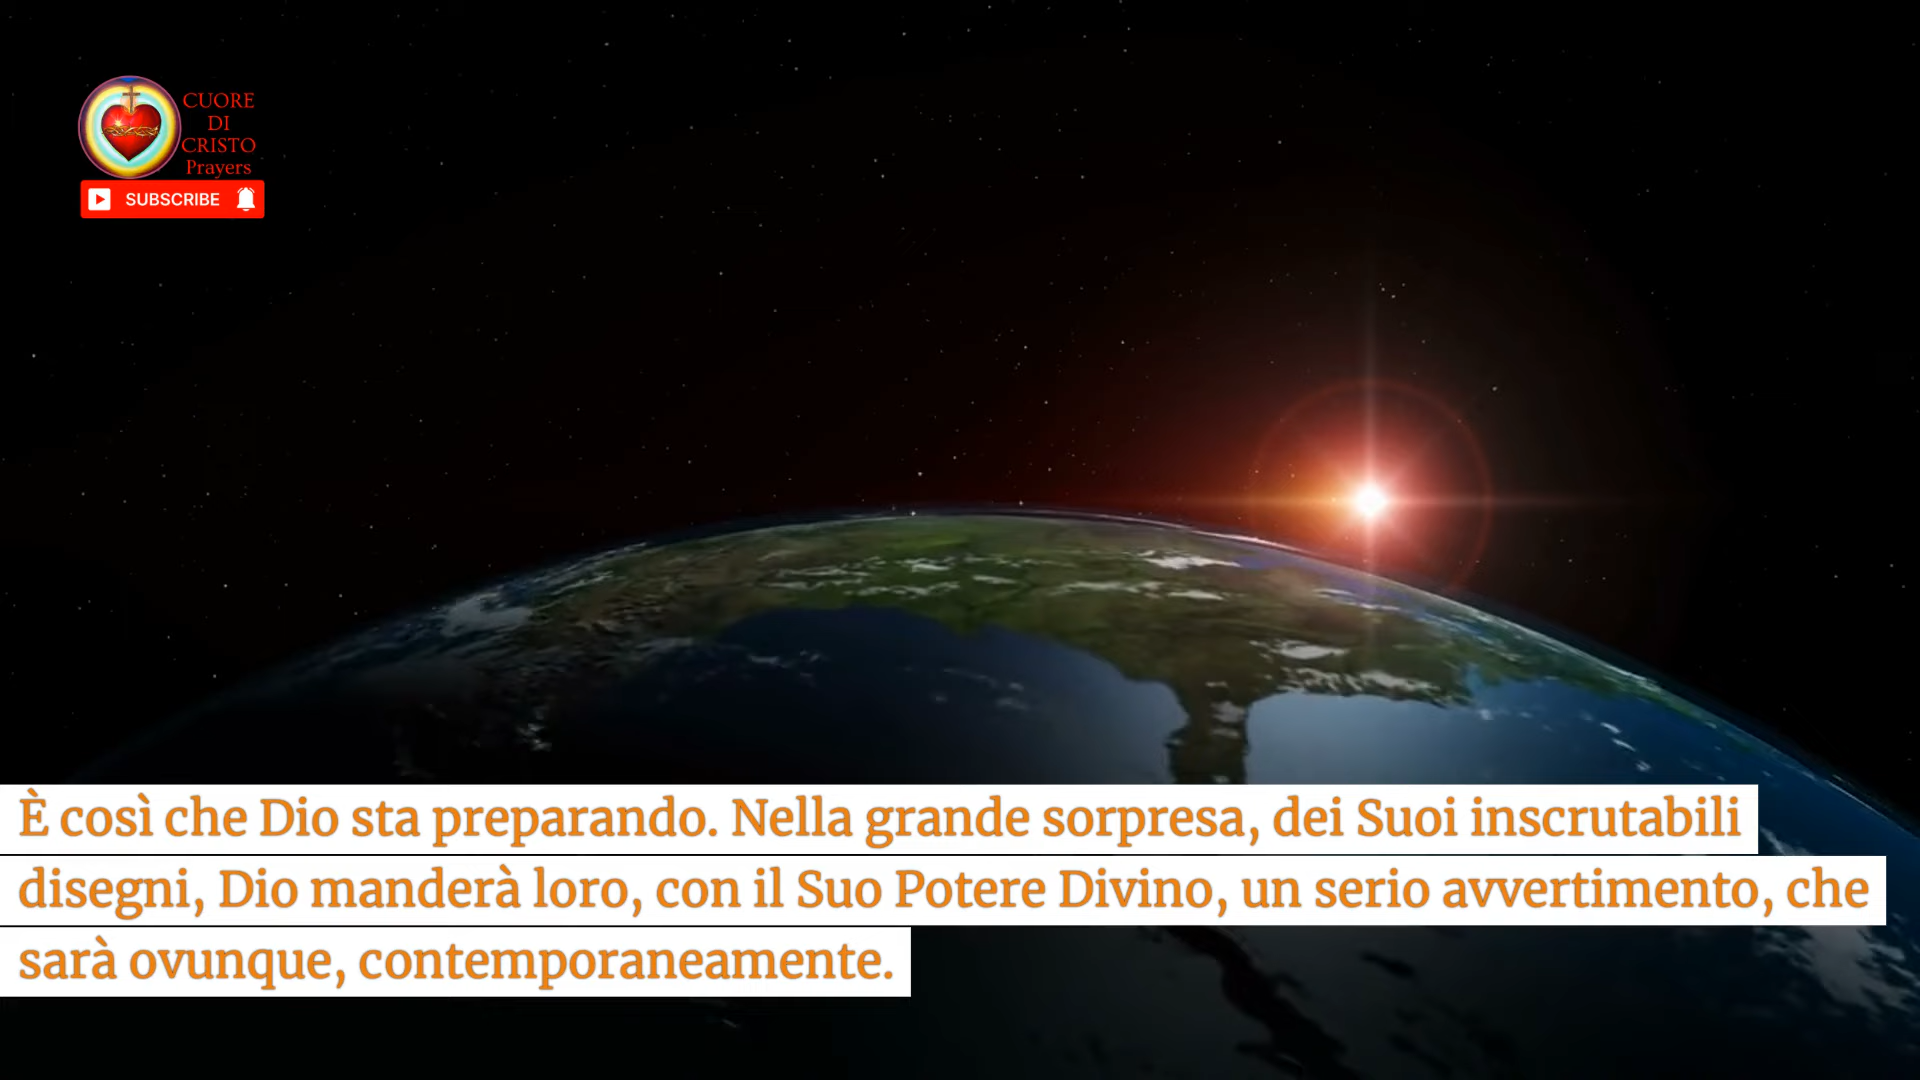 CUORE
DI
CRISTO
Prayers
SUBSCRIBE
È così che Dio sta preparando. Nella grande sorpresa, dei Suoi inscrutabili
disegni, Dio manderà loro, con il Suo Potere Divino, un serio avvertimento, che
sarà ovunque, contemporaneamente.